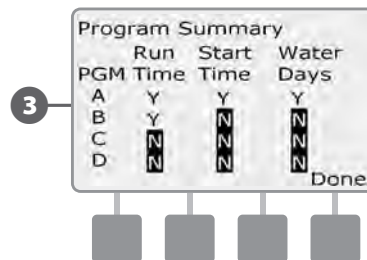 Program Summary
Run Start Water
PGM Time Time Days
A Y Y Y
B Y N N
C N N N
D N N N
Done
3